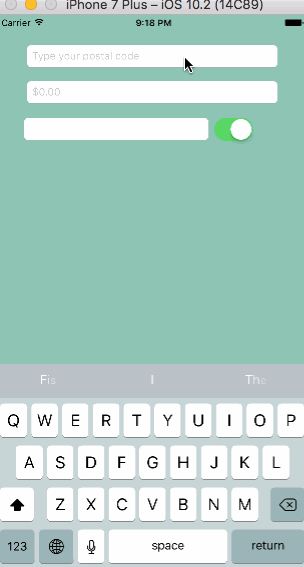 iPhone 7 Plus – iOS 10.2 (14C89)
Carrier 9:18 PM
Type your postal code
$0.00
Fis I The
Q W E R T Y U I O P
A S D F G H J K L
Z X C V B N M
123 space return